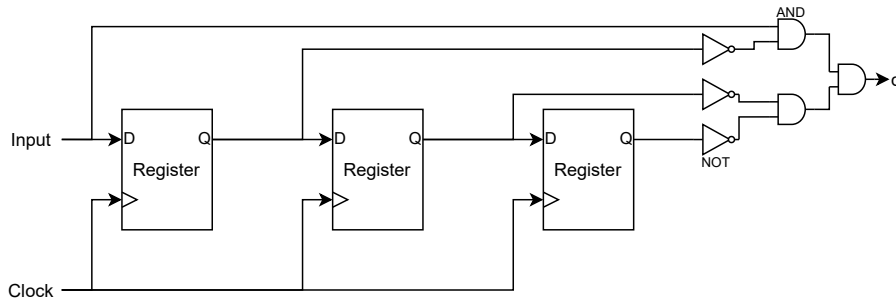 AND
Input
D
Q
Register
D
Q
Register
D
Q
Register
NOT
Clock